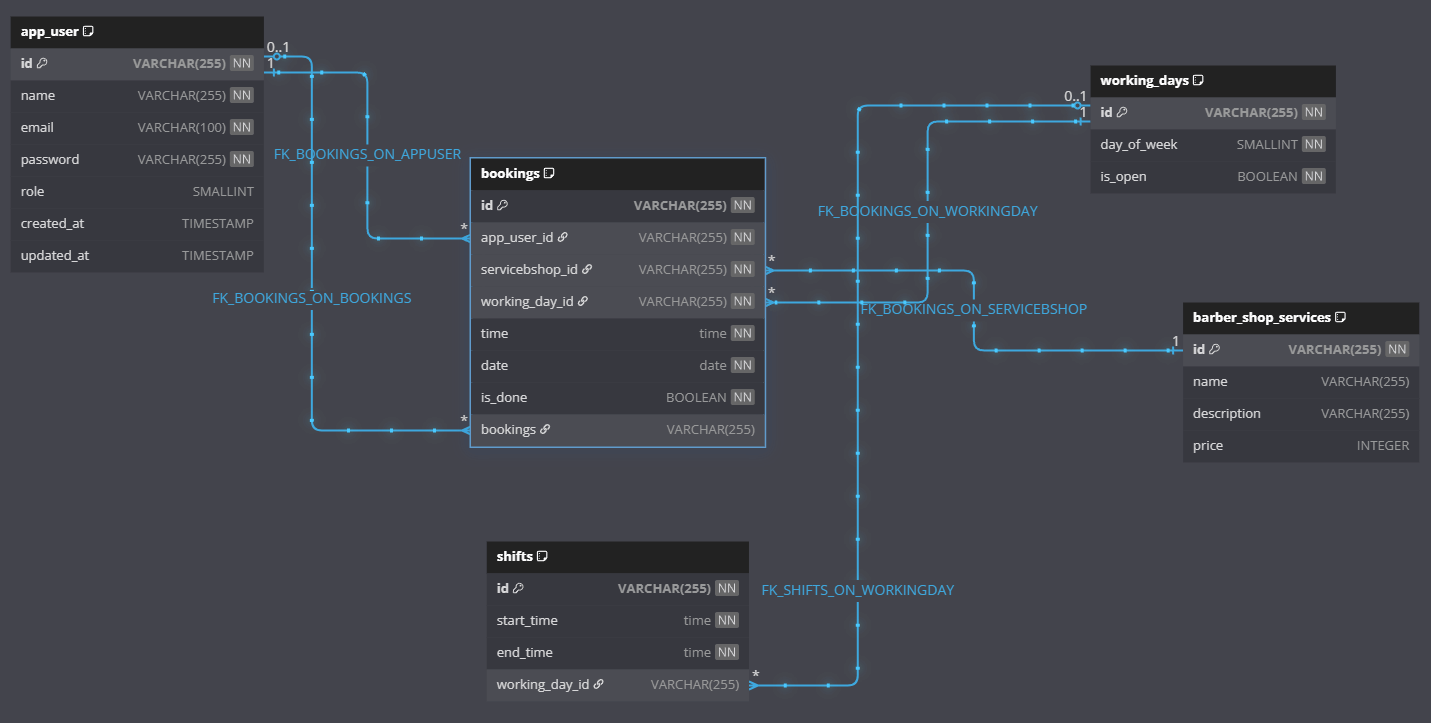 app_user
id VARCHAR(255) NN
name VARCHAR(255) NN
email VARCHAR(100) NN
password VARCHAR(255) NN
role SMALLINT
created_at TIMESTAMP
updated_at TIMESTAMP
0..1
1
FK_BOOKINGS_ON_APPUSER
FK_BOOKINGS_ON_BOOKINGS
*
*
bookings
id VARCHAR(255) NN
app_user_id VARCHAR(255) NN
servicebshop_id VARCHAR(255) NN
working_day_id VARCHAR(255) NN
time time NN
date date NN
is_done BOOLEAN NN
bookings VARCHAR(255)
*
*
FK_BOOKINGS_ON_WORKINGDAY
FK_BOOKINGS_ON_SERVICEBSHOP
0..1
1
working_days
id VARCHAR(255) NN
day_of_week SMALLINT NN
is_open BOOLEAN NN
1
barber_shop_services
id VARCHAR(255) NN
name VARCHAR(255)
description VARCHAR(255)
price INTEGER
shifts
id VARCHAR(255) NN
start_time time NN
end_time time NN
working_day_id VARCHAR(255)
*
FK_SHIFTS_ON_WORKINGDAY